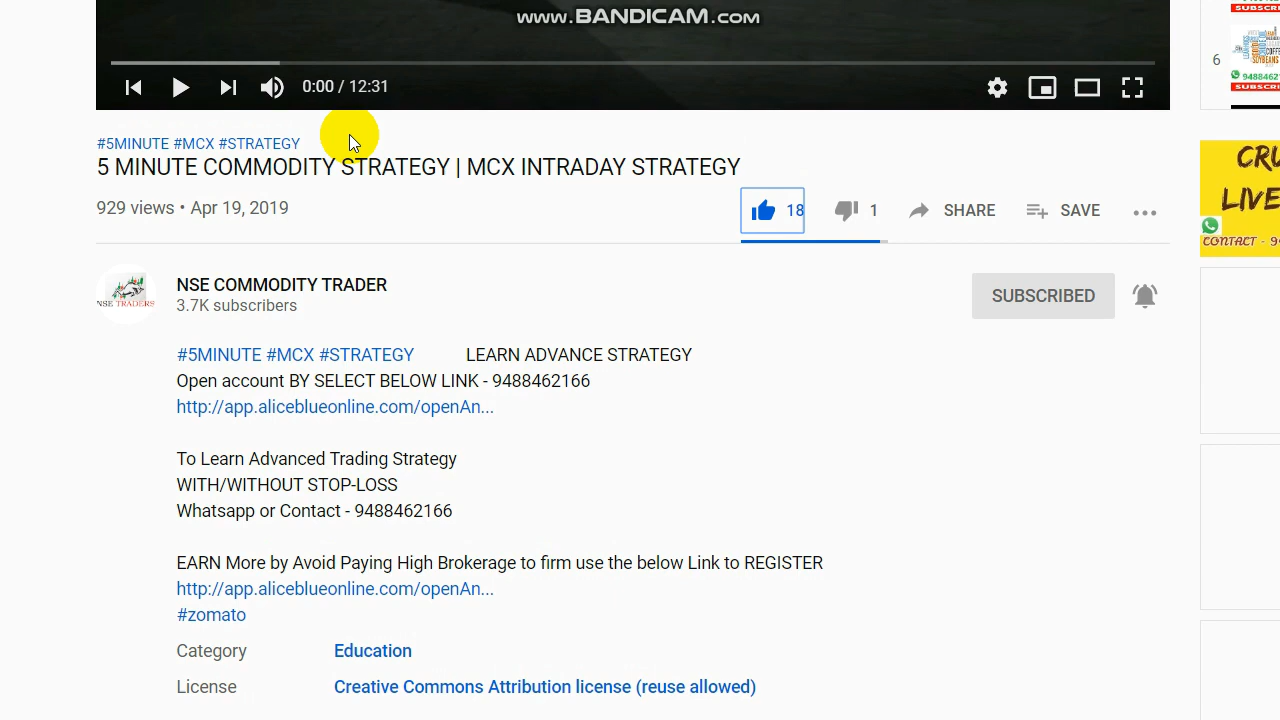 www.BANDICAM.com
0:00 / 12:31
#5MINUTE #MCX #STRATEGY
5 MINUTE COMMODITY STRATEGY | MCX INTRADAY STRATEGY
929 views • Apr 19, 2019
18
1
SHARE
SAVE
NSE COMMODITY TRADER
3.7K subscribers
SUBSCRIBED
NSE TRADERS
#5MINUTE #MCX #STRATEGY LEARN ADVANCE STRATEGY
Open account BY SELECT BELOW LINK - 9488462166
http://app.aliceblueonline.com/openAn...
To Learn Advanced Trading Strategy
WITH/WITHOUT STOP-LOSS
Whatsapp or Contact - 9488462166
EARN More by Avoid Paying High Brokerage to firm use the below Link to REGISTER
http://app.aliceblueonline.com/openAn...
#zomato
Category Education
License Creative Commons Attribution license (reuse allowed)
6
SOYBEANS
CRU
LIVE
CONTACT - 9